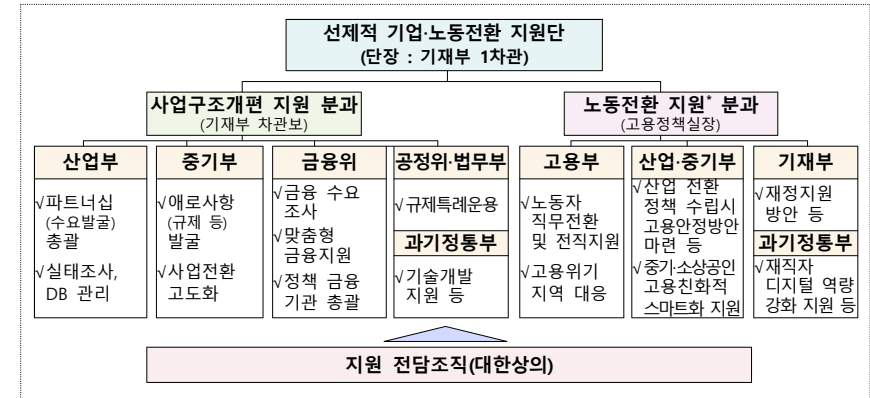 선제적 기업·노동전환 지원단
(단장 : 기재부 1차관)
사업구조개편 지원 분과
(기재부 차관보)
노동전환 지원* 분과
(고용정책실장)
산업부
√파트너십
(수요발굴)
총괄
√실태조사,
DB 관리
중기부
√애로사항
(규제 등)
발굴
√사업전환
고도화
금융위
√금융 수요
조사
√맞춤형
금융지원
√정책 금융
기관 총괄
공정위·법무부
√규제특례운용
과기정통부
√기술개발
지원 등
고용부
√노동자
직무전환
및 전직지원
√고용위기
지역 대응
산업·중기부
√산업 전환
정책 수립시
고용안정방안
마련 등
√중기·소상공인
고용친화적
스마트화 지원
기재부
√재정지원
방안 등
과기정통부
√재직자
디지털 역량
강화 지원 등
지원 전담조직(대한상의)